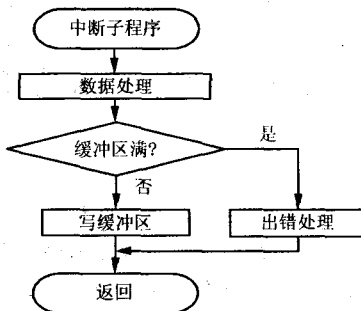 中断子程序
数据处理
缓冲区满?
是
否
写缓冲区
出错处理
返回